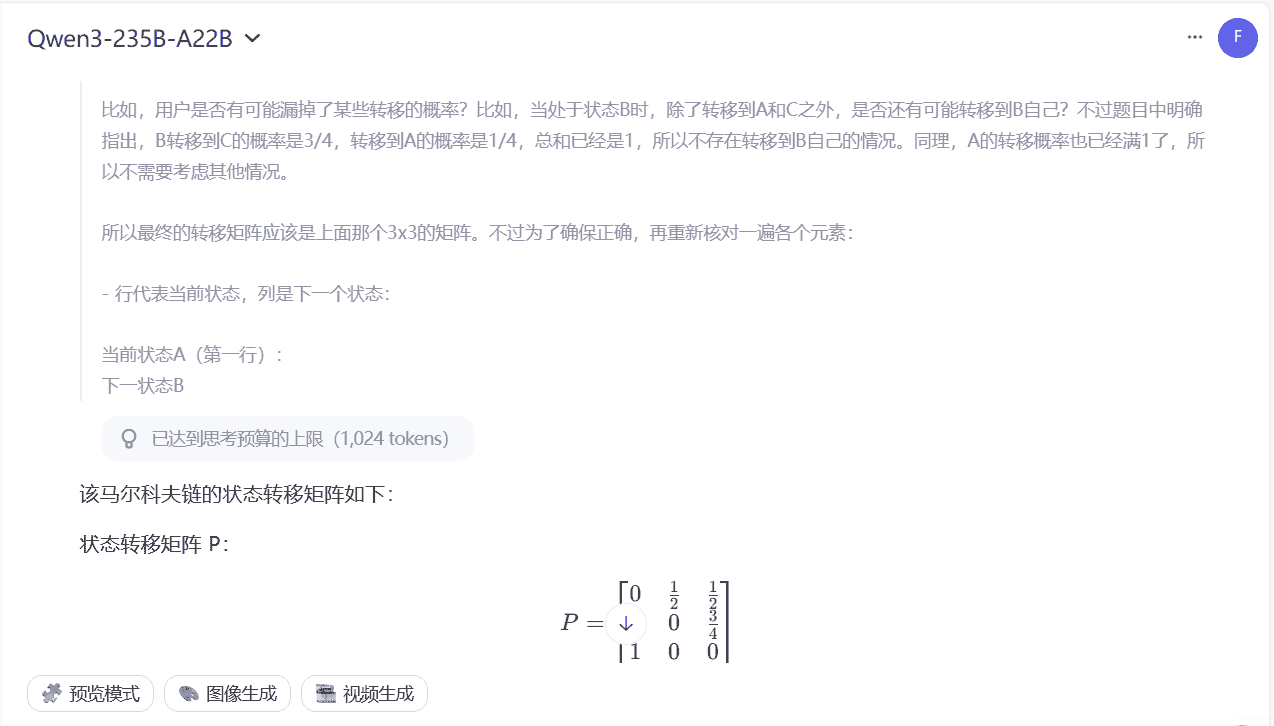 Qwen3-235B-A22B
F
比如，用户是否有可能漏掉了某些转移的概率？比如，当处于状态B时，除了转移到A和C之外，是否还有可能转移到B自己？不过题目中明确
指出，B转移到C的概率是3/4，转移到A的概率是1/4，总和已经是1，所以不存在转移到B自己的情况。同理，A的转移概率也已经满1了，所
以不需要考虑其他情况。
所以最终的转移矩阵应该是上面那个3x3的矩阵。不过为了确保正确，再重新核对一遍各个元素：
- 行代表当前状态，列是下一个状态：
当前状态A（第一行）：
下一状态B
已达到思考预算的上限（1,024 tokens）
该马尔科夫链的状态转移矩阵如下：
状态转移矩阵 P：
0 1/2 1/2
P = 0 3/4
1 0 0
预览模式 图像生成 视频生成